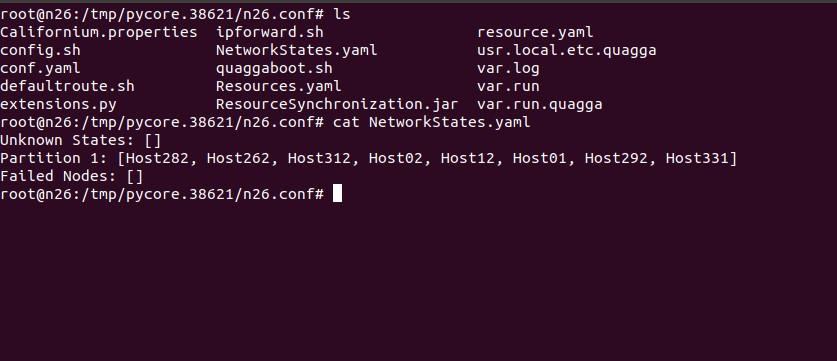 root@n26:/tmp/pycore.38621/n26.conf# ls
Californium.properties  ipforward.sh                 resource.yaml
config.sh               NetworkStates.yaml           usr.local.etc.quagga
conf.yaml               quaggaboot.sh                var.log
defaultroute.sh         Resources.yaml               var.run
extensions.py           ResourceSynchronization.jar  var.run.quagga
root@n26:/tmp/pycore.38621/n26.conf# cat NetworkStates.yaml
Unknown States: []
Partition 1: [Host282, Host262, Host312, Host02, Host12, Host01, Host292, Host331]
Failed Nodes: []
root@n26:/tmp/pycore.38621/n26.conf#